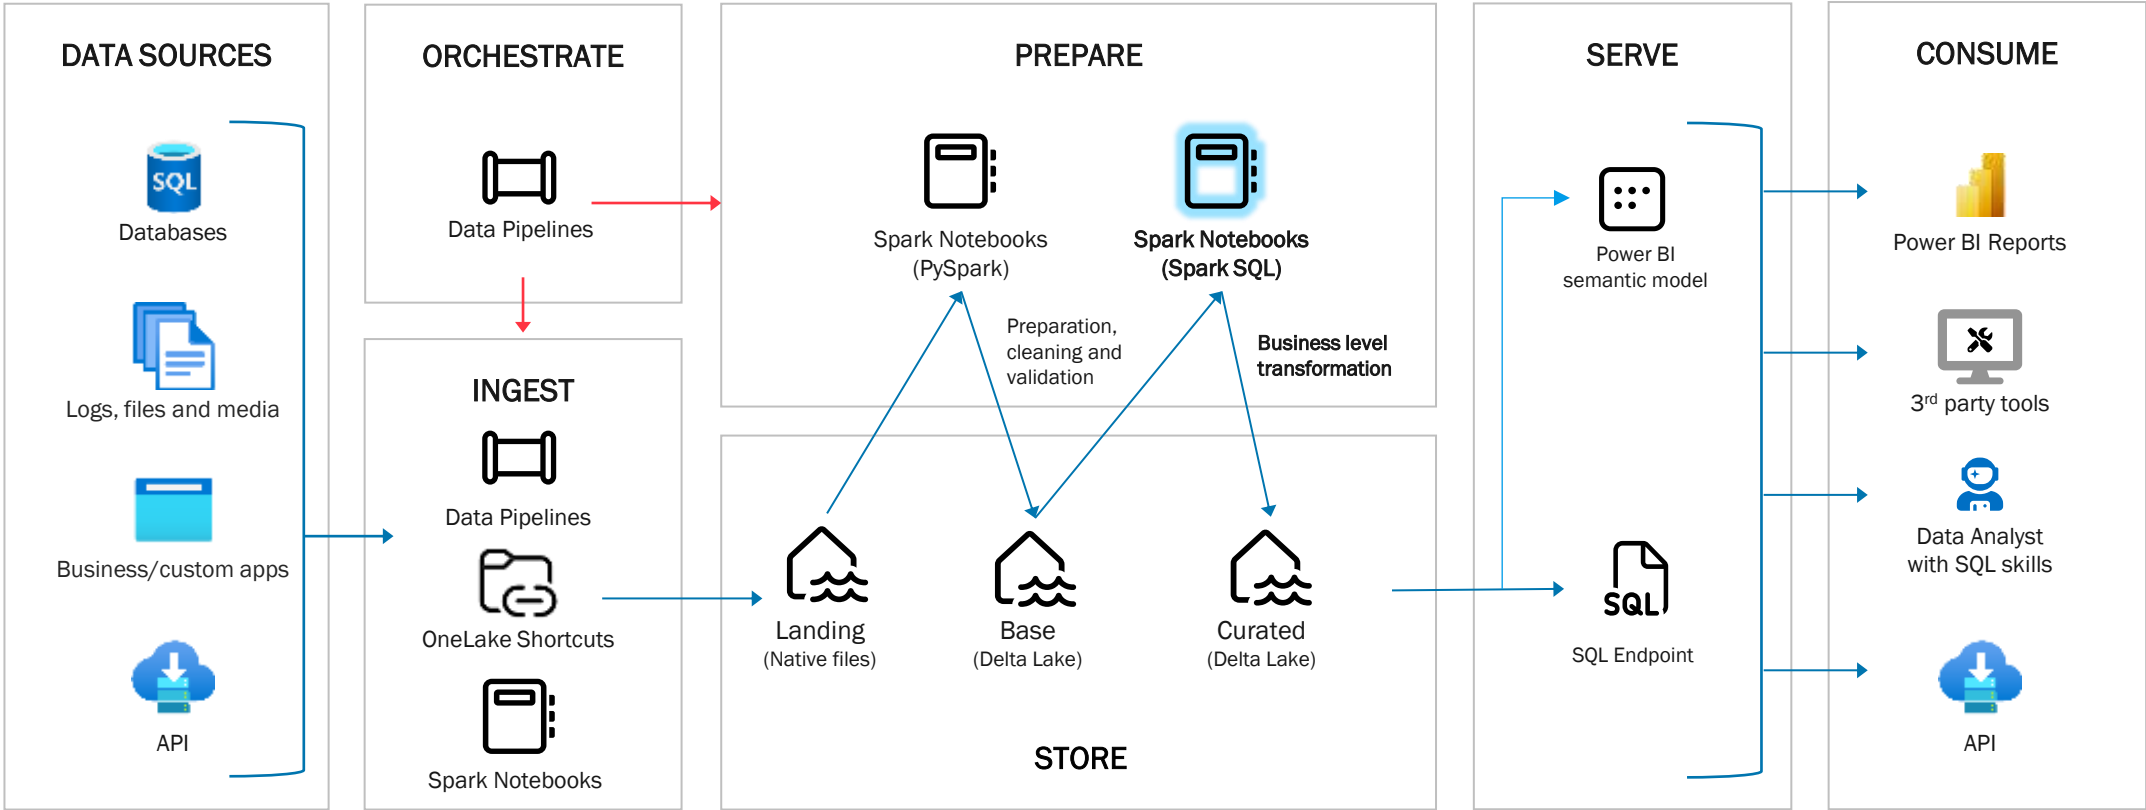 DATA SOURCES
SQL
Databases
Logs, files and media
Business/custom apps
API
ORCHESTRATE
Data Pipelines
INGEST
Data Pipelines
OneLake Shortcuts
Spark Notebooks
PREPARE
Spark Notebooks
(PySpark)
Spark Notebooks
(Spark SQL)
Preparation,
cleaning and
validation
Business level
transformation
Landing
(Native files)
Base
(Delta Lake)
Curated
(Delta Lake)
STORE
SERVE
Power BI
semantic model
SQL
SQL Endpoint
CONSUME
Power BI Reports
3rd party tools
Data Analyst
with SQL skills
API